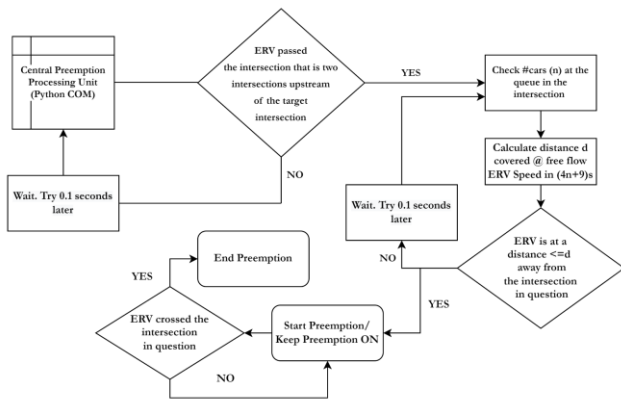 Central Preemption
Processing Unit
(Python COM)
ERV passed
the intersection that is two
intersections upstream
of the target
intersection
YES
Check #cars (n) at the
queue in the
intersection
NO
Wait. Try 0.1 seconds
later
Calculate distance d
covered @ free flow
ERV Speed in (4n+9)s
Wait. Try 0.1 seconds
later
ERV is at a
distance <=d
away from
the intersection
in question
NO
YES
End Preemption
YES
ERV crossed the
intersection
in question
Start Preemption/
Keep Preemption ON
NO